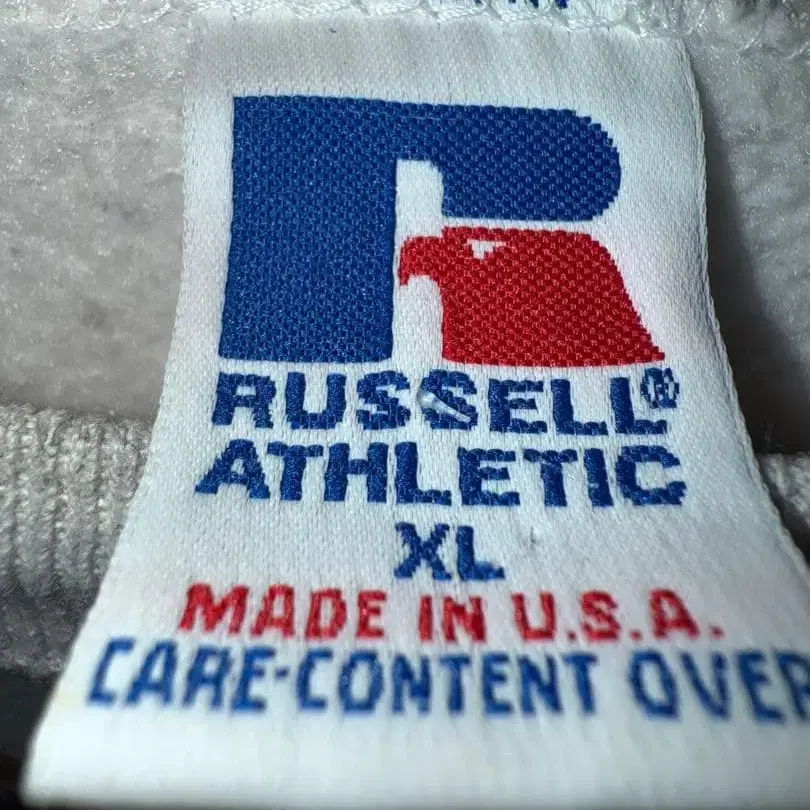 RUSSELL®
ATHLETIC
XL
MADE IN U.S.A.
CARE-CONTENT OVER